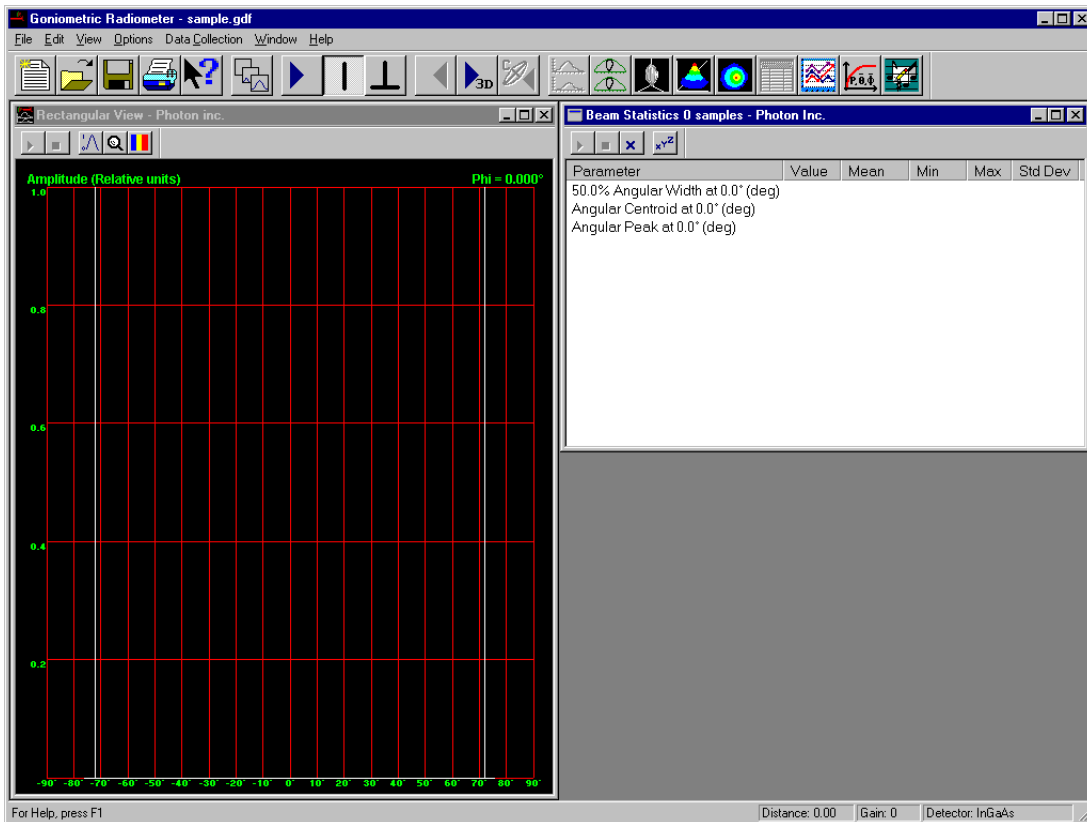 Goniometric Radiometer - sample.gdf
File Edit View Options Data Collection Window Help
3D
P,θ,ϕ
Rectangular View - Photon inc.
Amplitude (Relative units) Phi = 0.000°
1.0
0.8
0.6
0.4
0.2
-90° -80° -70° -60° -50° -40° -30° -20° -10° 0° 10° 20° 30° 40° 50° 60° 70° 80° 90°
Beam Statistics 0 samples - Photon Inc.
xYZ
Parameter Value Mean Min Max Std Dev
50.0% Angular Width at 0.0° (deg)
Angular Centroid at 0.0° (deg)
Angular Peak at 0.0° (deg)
For Help, press F1 Distance: 0.00 Gain: 0 Detector: InGaAs